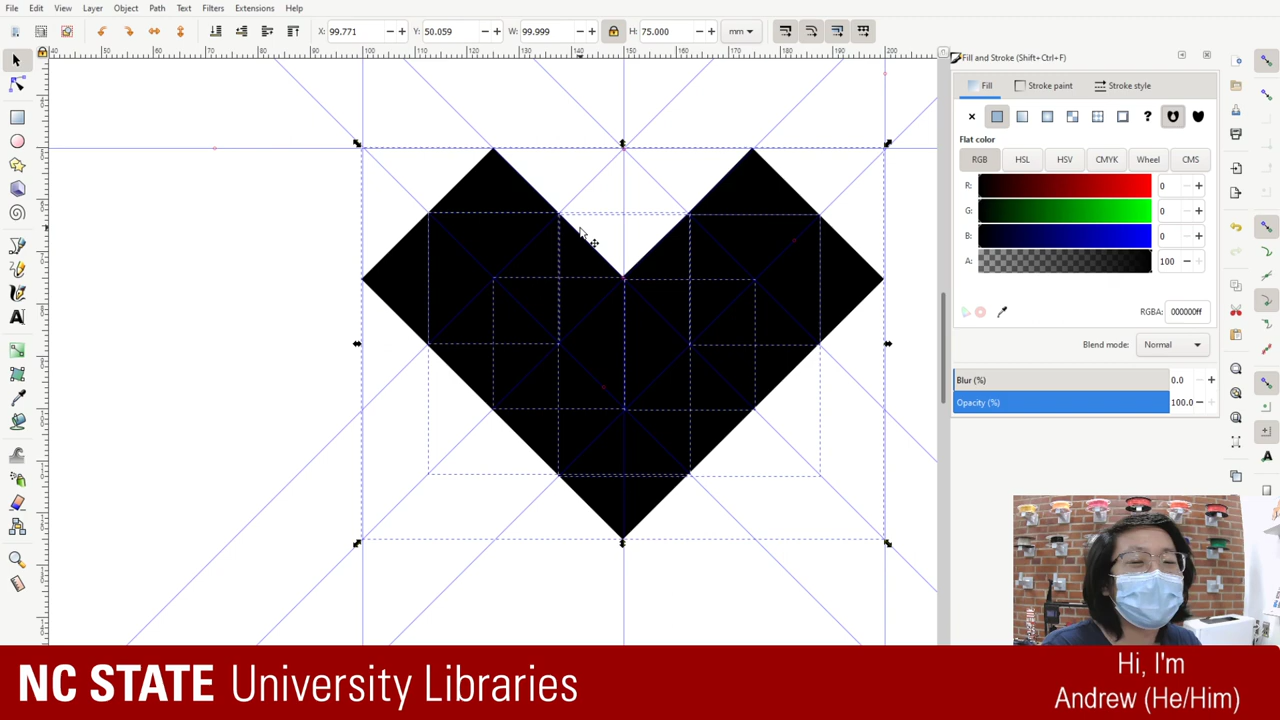 File Edit View Layer Object Path Text Filters Extensions Help
X: 99.771 Y: 50.059 W: 99.999 H: 75.000 mm
Fill and Stroke (Shift+Ctrl+F)
Fill Stroke paint Stroke style
?
Flat color
RGB HSL HSV CMYK Wheel CMS
R: 0
G: 0
B: 0
A: 100
RGBA: 000000ff
Blend mode: Normal
Blur (%) 0.0
Opacity (%) 100.0
NC STATE University Libraries
Hi, I'm
Andrew (He/Him)